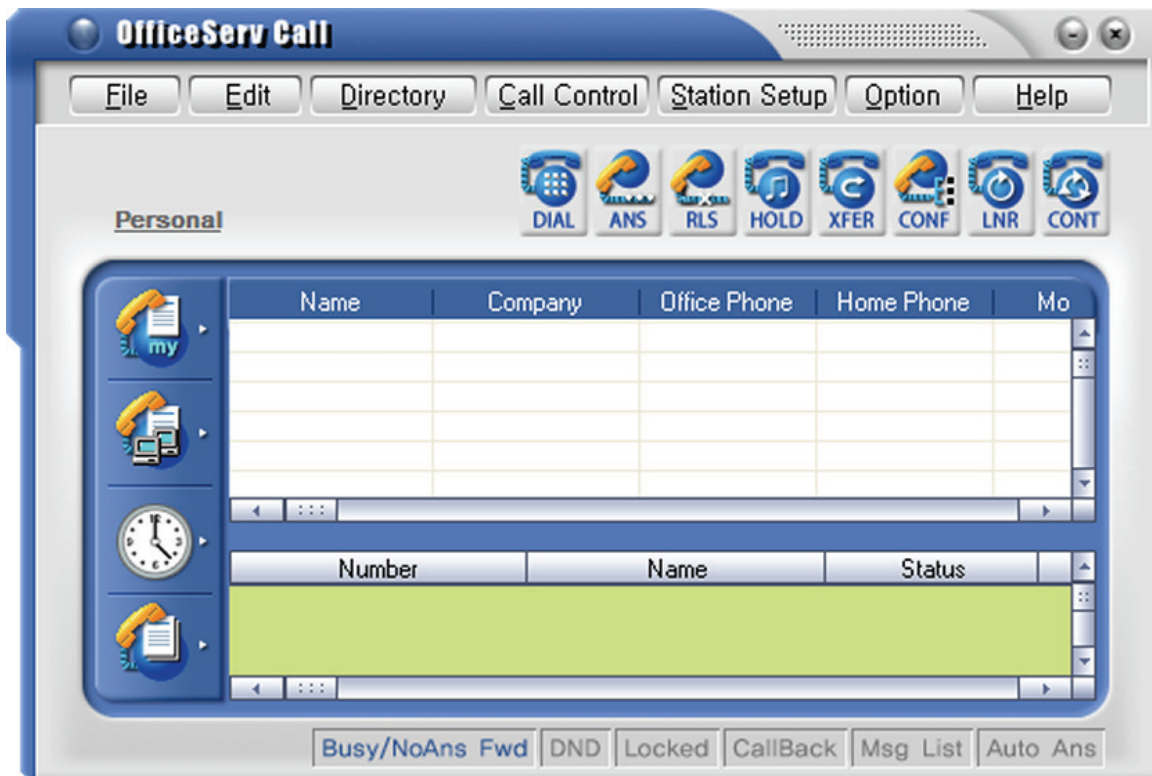 OfficeServ Call
File Edit Directory Call Control Station Setup Option Help
DIAL ANS RLS HOLD XFER CONF LNR CONT
Personal
Name Company Office Phone Home Phone Mo
my
Number Name Status
Busy/NoAns Fwd DND Locked CallBack Msg List Auto Ans